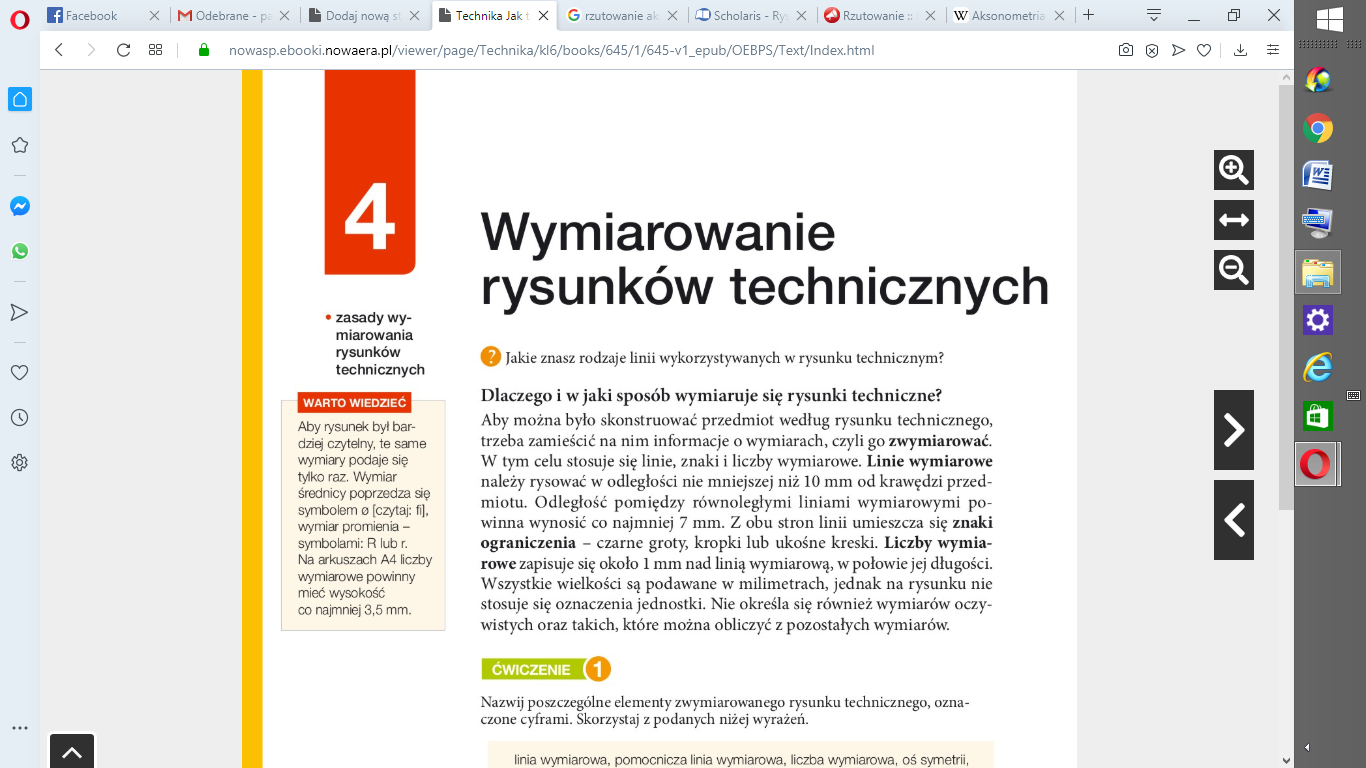 Facebook
Odebrane - pa
Dodaj nową st
Technika Jak t
rzutowanie ak
Scholaris - Rys
Rzutowanie ::
Aksonometria
nowasp.ebooki.nowaera.pl/viewer/page/Technika/kl6/books/645/1/645-v1_epub/OEBPS/Text/Index.html
4
Wymiarowanie
rysunków technicznych
• zasady wy-
miarowania
rysunków
technicznych
? Jakie znasz rodzaje linii wykorzystywanych w rysunku technicznym?
WARTO WIEDZIEĆ
Aby rysunek był bar-
dziej czytelny, te same
wymiary podaje się
tylko raz. Wymiar
średnicy poprzedza się
symbolem ø [czytaj: fi],
wymiar promienia –
symbolami: R lub r.
Na arkuszach A4 liczby
wymiarowe powinny
mieć wysokość
co najmniej 3,5 mm.
Dlaczego i w jaki sposób wymiaruje się rysunki techniczne?
Aby można było skonstruować przedmiot według rysunku technicznego,
trzeba zamieścić na nim informacje o wymiarach, czyli go zwymiarować.
W tym celu stosuje się linie, znaki i liczby wymiarowe. Linie wymiarowe
należy rysować w odległości nie mniejszej niż 10 mm od krawędzi przed-
miotu. Odległość pomiędzy równoległymi liniami wymiarowymi po-
winna wynosić co najmniej 7 mm. Z obu stron linii umieszcza się znaki
ograniczenia – czarne groty, kropki lub ukośne kreski. Liczby wymia-
rowe zapisuje się około 1 mm nad linią wymiarową, w połowie jej długości.
Wszystkie wielkości są podawane w milimetrach, jednak na rysunku nie
stosuje się oznaczenia jednostki. Nie określa się również wymiarów oczy-
wistych oraz takich, które można obliczyć z pozostałych wymiarów.
ĆWICZENIE 1
Nazwij poszczególne elementy zwymiarowanego rysunku technicznego, ozna-
czone cyframi. Skorzystaj z podanych niżej wyrażeń.
linia wymiarowa, pomocnicza linia wymiarowa, liczba wymiarowa, oś symetrii,